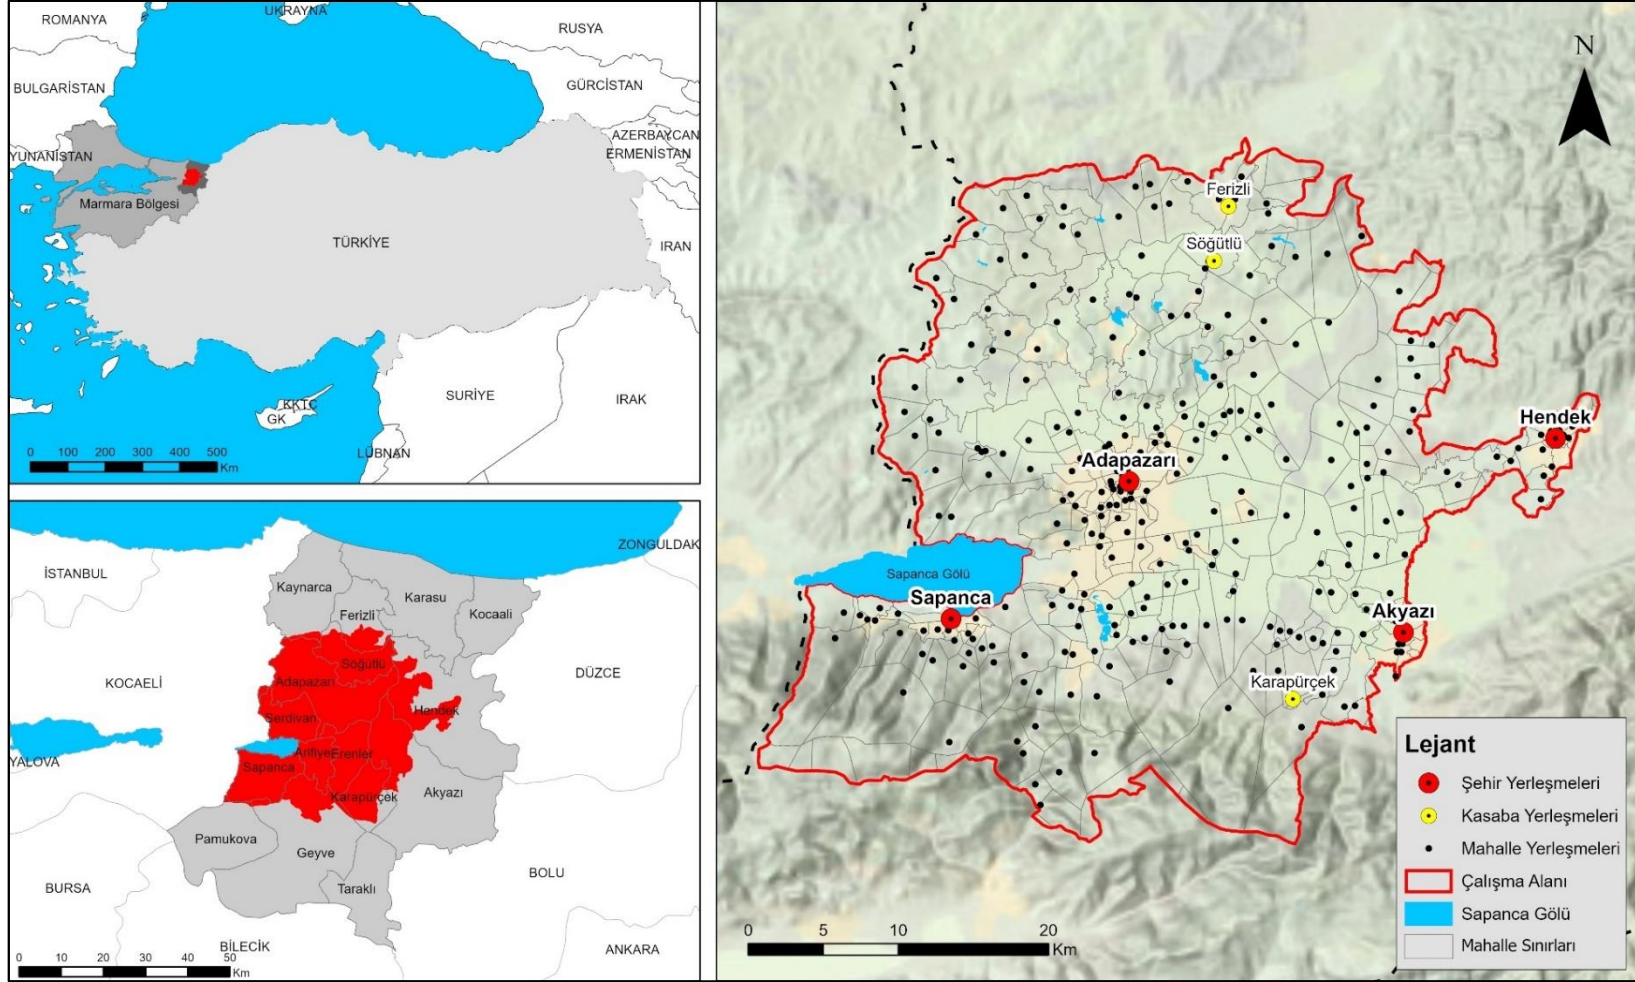 UKRAYNA
ROMANYA
RUSYA
BULGARİSTAN
GÜRCİSTAN
AZERBAYCAN
YUNANİSTAN
ERMENİSTAN
Marmara Bölgesi
TÜRKİYE
IRAN
SURİYE
IRAK
KKTC
GK
LÜBNAN
0 100 200 300 400 500
Km
ZONGULDAK
İSTANBUL
Kaynarca
Karasu
Ferizli
Kocaali
KOCAELİ
Söğütlü
DÜZCE
Adapazarı
Serdivan
Hendek
YALOVA
Arifiye
Erenler
Sapanca
Karapürçek
Akyazı
Pamukova
Geyve
BURSA
Taraklı
BOLU
BİLECİK
ANKARA
0 10 20 30 40 50
Km
N
Ferizli
Söğütlü
Hendek
Adapazarı
Sapanca Gölü
Sapanca
Akyazı
Karapürçek
0 5 10 20
Km
Lejant
Şehir Yerleşmeleri
Kasaba Yerleşmeleri
Mahalle Yerleşmeleri
Çalışma Alanı
Sapanca Gölü
Mahalle Sınırları